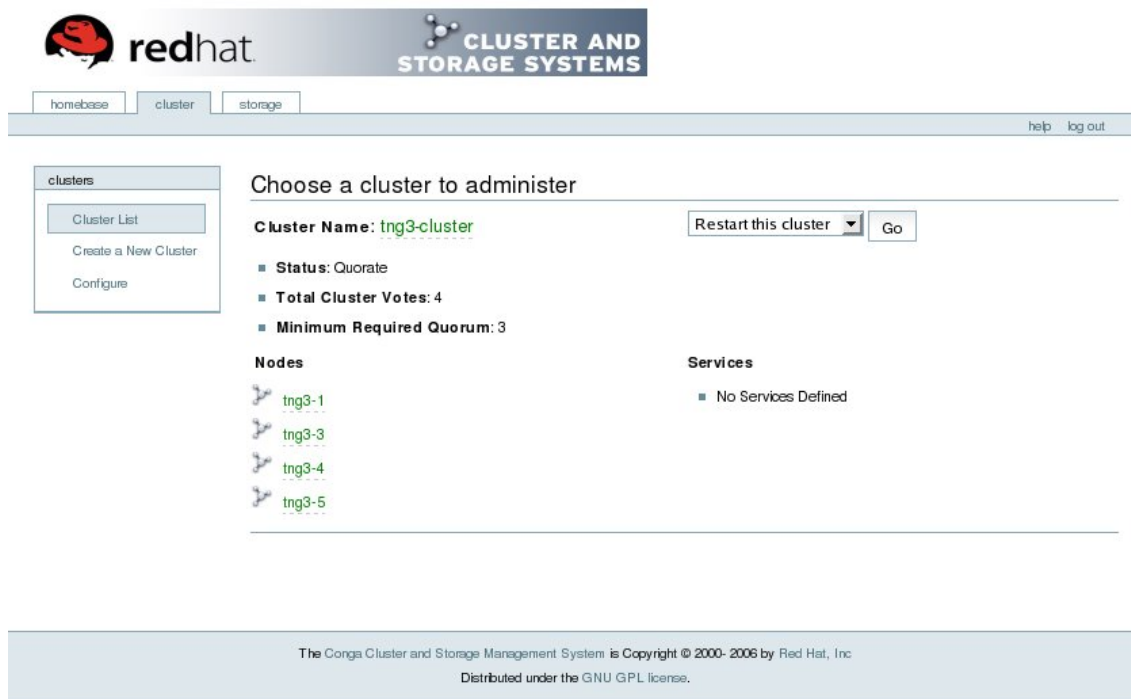 redhat.
CLUSTER AND
STORAGE SYSTEMS
homebase cluster storage
help log out
clusters
Cluster List
Create a New Cluster
Configure
Choose a cluster to administer
Cluster Name: tng3-cluster
Restart this cluster Go
Status: Quorate
Total Cluster Votes: 4
Minimum Required Quorum: 3
Nodes
tng3-1
tng3-3
tng3-4
tng3-5
Services
No Services Defined
The Conga Cluster and Storage Management System is Copyright © 2000- 2006 by Red Hat, Inc
Distributed under the GNU GPL license.